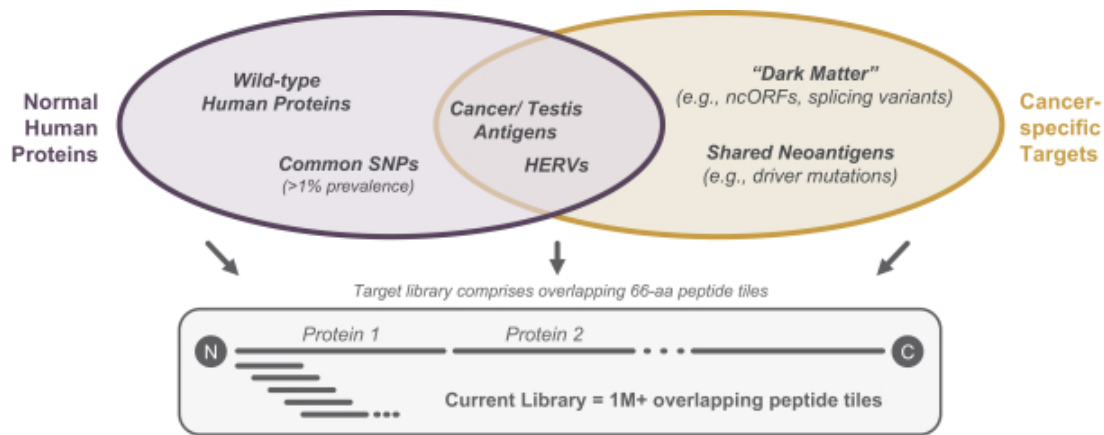 Normal
Human
Proteins
Wild-type
Human Proteins
Common SNPs
(>1% prevalence)
Cancer/ Testis
Antigens
HERVs
“Dark Matter”
(e.g., ncORFs, splicing variants)
Shared Neoantigens
(e.g., driver mutations)
Cancer-
specific
Targets
Target library comprises overlapping 66-aa peptide tiles
Protein 1
Protein 2
N
C
Current Library = 1M+ overlapping peptide tiles